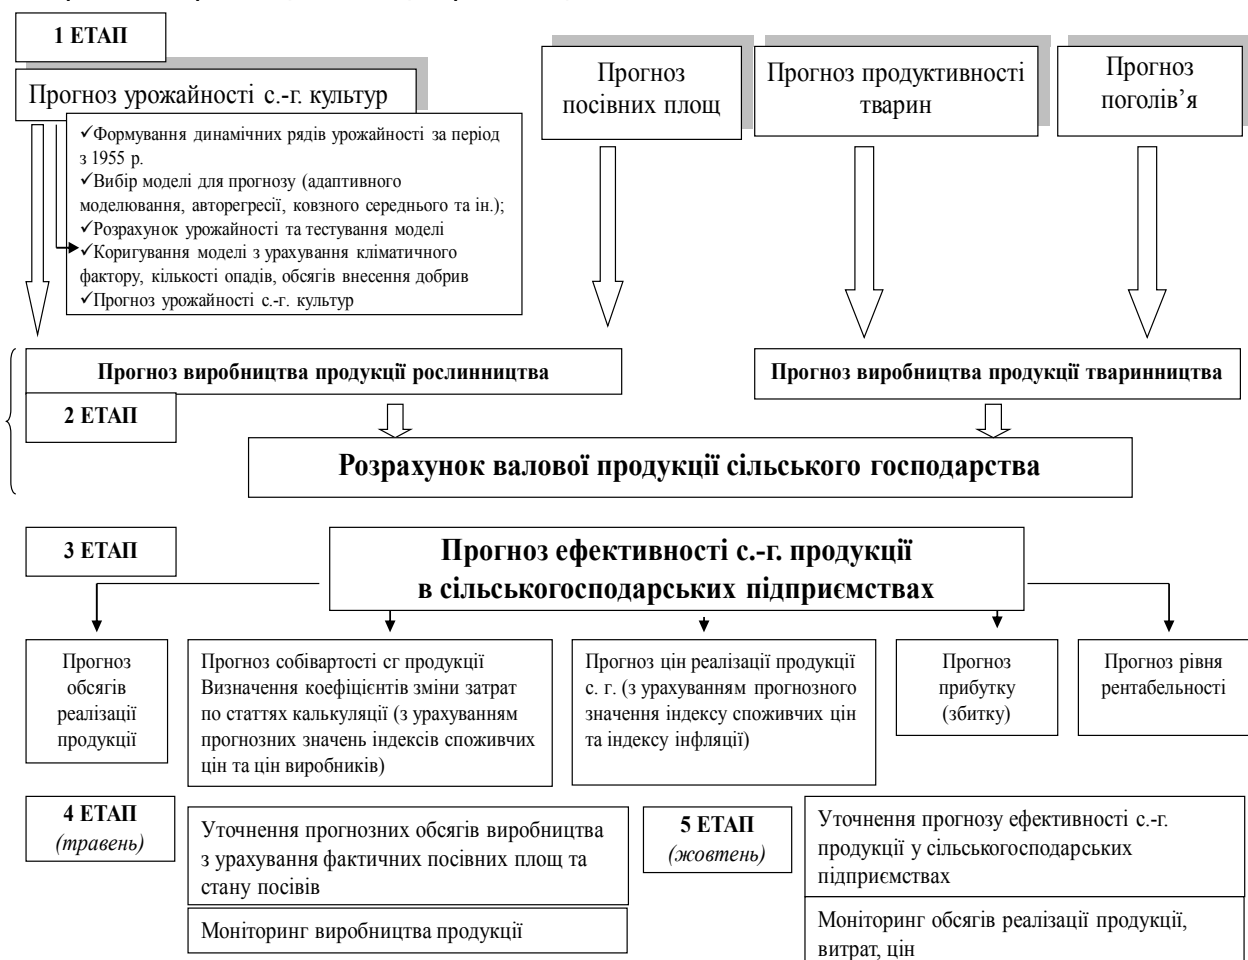 1 ЕТАП
Прогноз урожайності с.-г. культур
✓Формування динамічних рядів урожайності за період
з 1955 р.
✓Вибір моделі для прогнозу (адаптивного
моделювання, авторегресії, ковзного середнього та ін.);
✓Розрахунок урожайності та тестування моделі
✓Коригування моделі з урахування кліматичного
фактору, кількості опадів, обсягів внесення добрив
✓Прогноз урожайності с.-г. культур
Прогноз
посівних площ
Прогноз продуктивності
тварин
Прогноз
поголів’я
Прогноз виробництва продукції рослинництва
Прогноз виробництва продукції тваринництва
2 ЕТАП
Розрахунок валової продукції сільського господарства
3 ЕТАП
Прогноз ефективності с.-г. продукції
в сільськогосподарських підприємствах
Прогноз
обсягів
реалізації
продукції
Прогноз собівартості сг продукції
Визначення коефіцієнтів зміни затрат
по статтях калькуляції (з урахуванням
прогнозних значень індексів споживчих
цін та цін виробників)
Прогноз цін реалізації продукції
с. г. (з урахуванням прогнозного
значення індексу споживчих цін
та індексу інфляції)
Прогноз
прибутку
(збитку)
Прогноз рівня
рентабельності
4 ЕТАП
(травень)
Уточнення прогнозних обсягів виробництва
з урахування фактичних посівних площ та
стану посівів
Моніторинг виробництва продукції
5 ЕТАП
(жовтень)
Уточнення прогнозу ефективності с.-г.
продукції у сільськогосподарських
підприємствах
Моніторинг обсягів реалізації продукції,
витрат, цін